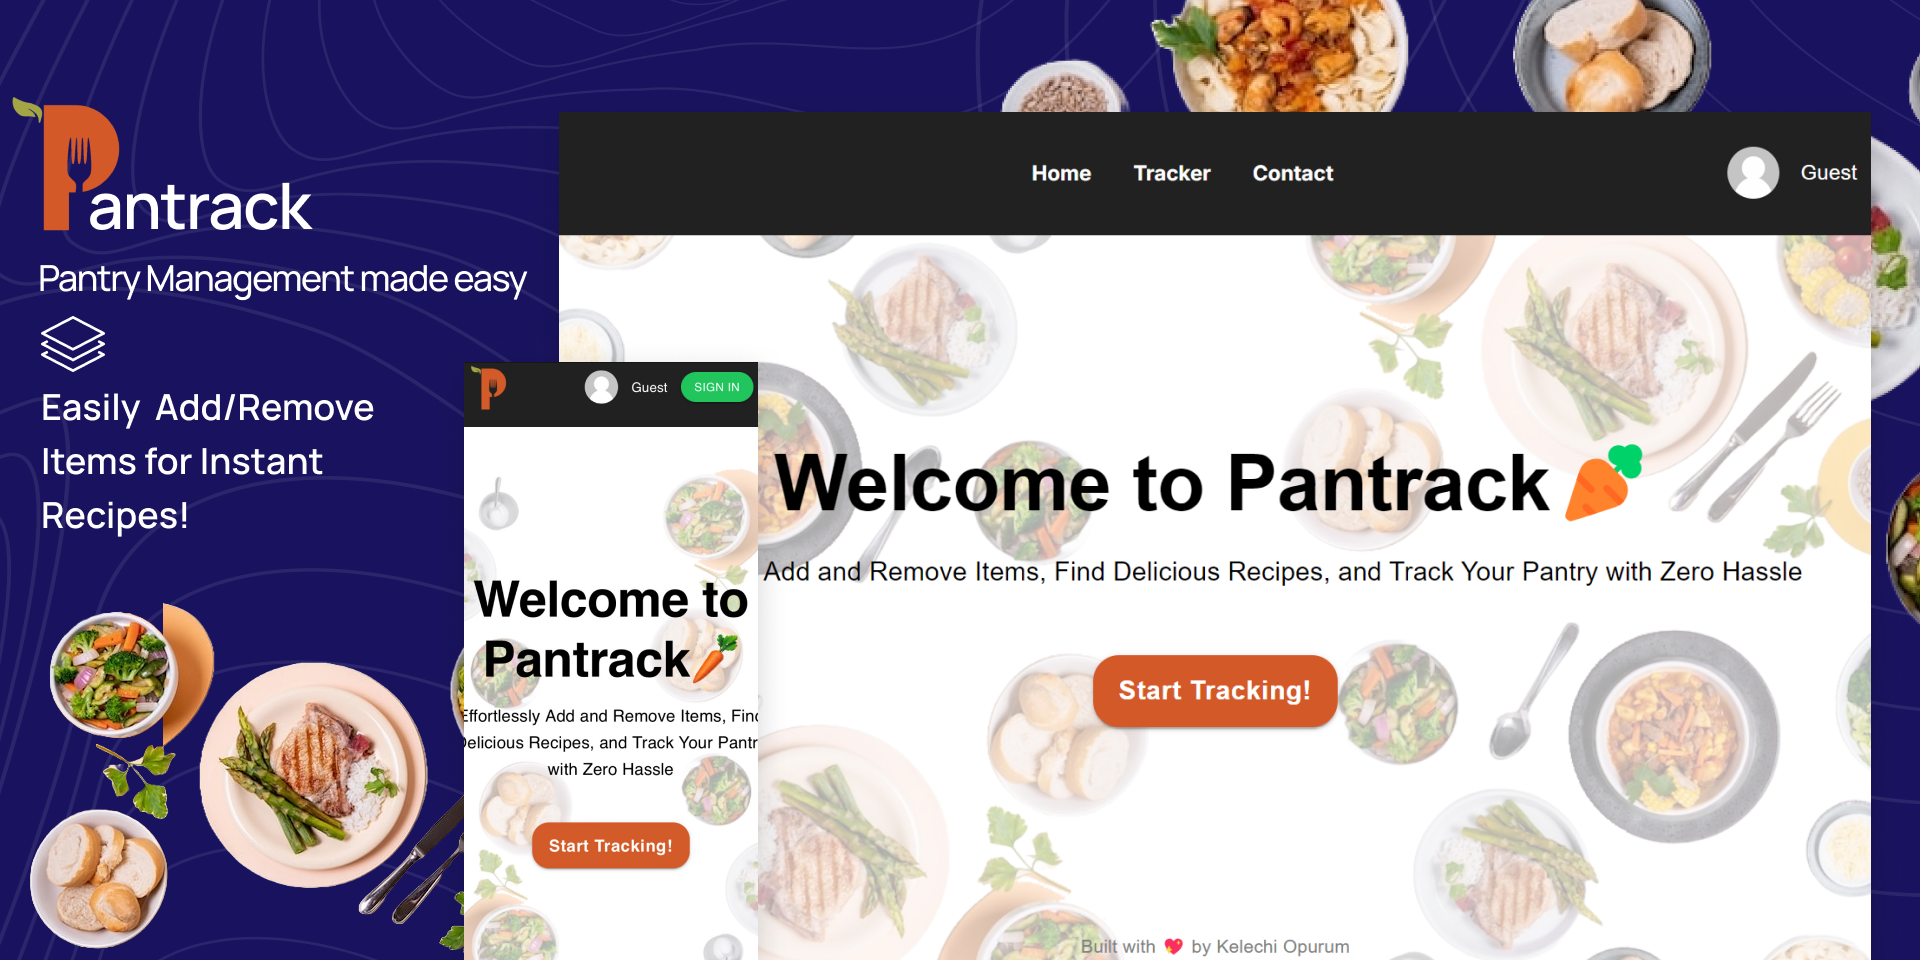 Pantrack
Pantry Management made easy
Easily Add/Remove
Items for Instant
Recipes!
Home Tracker Contact
Guest
Welcome to Pantrack
Add and Remove Items, Find Delicious Recipes, and Track Your Pantry with Zero Hassle
Start Tracking!
Built with by Kelechi Opurum
P
Guest
SIGN IN
Welcome to
Pantrack
Effortlessly Add and Remove Items, Find
Delicious Recipes, and Track Your Pantr
with Zero Hassle
Start Tracking!